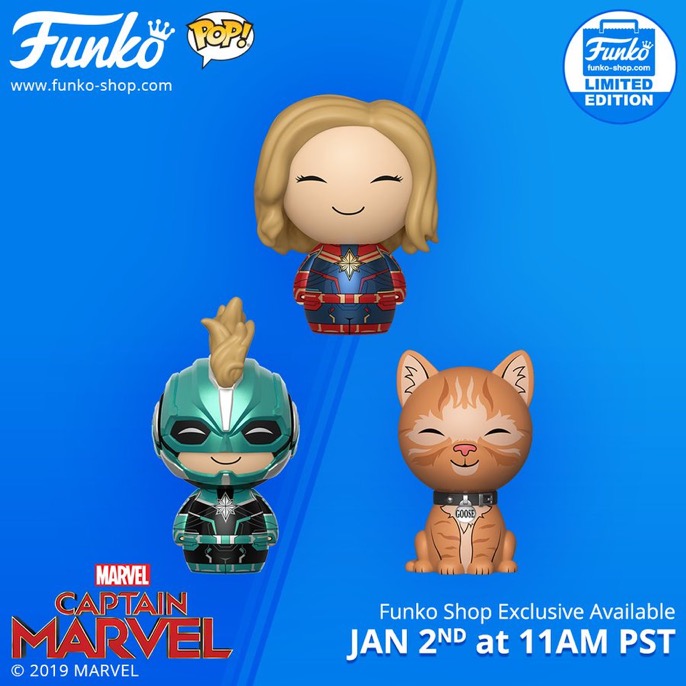 Funko POP!
www.funko-shop.com
Funko
funko-shop.com
LIMITED
EDITION
GOOSE
MARVEL
CAPTAIN
MARVEL
© 2019 MARVEL
Funko Shop Exclusive Available
JAN 2ND at 11AM PST